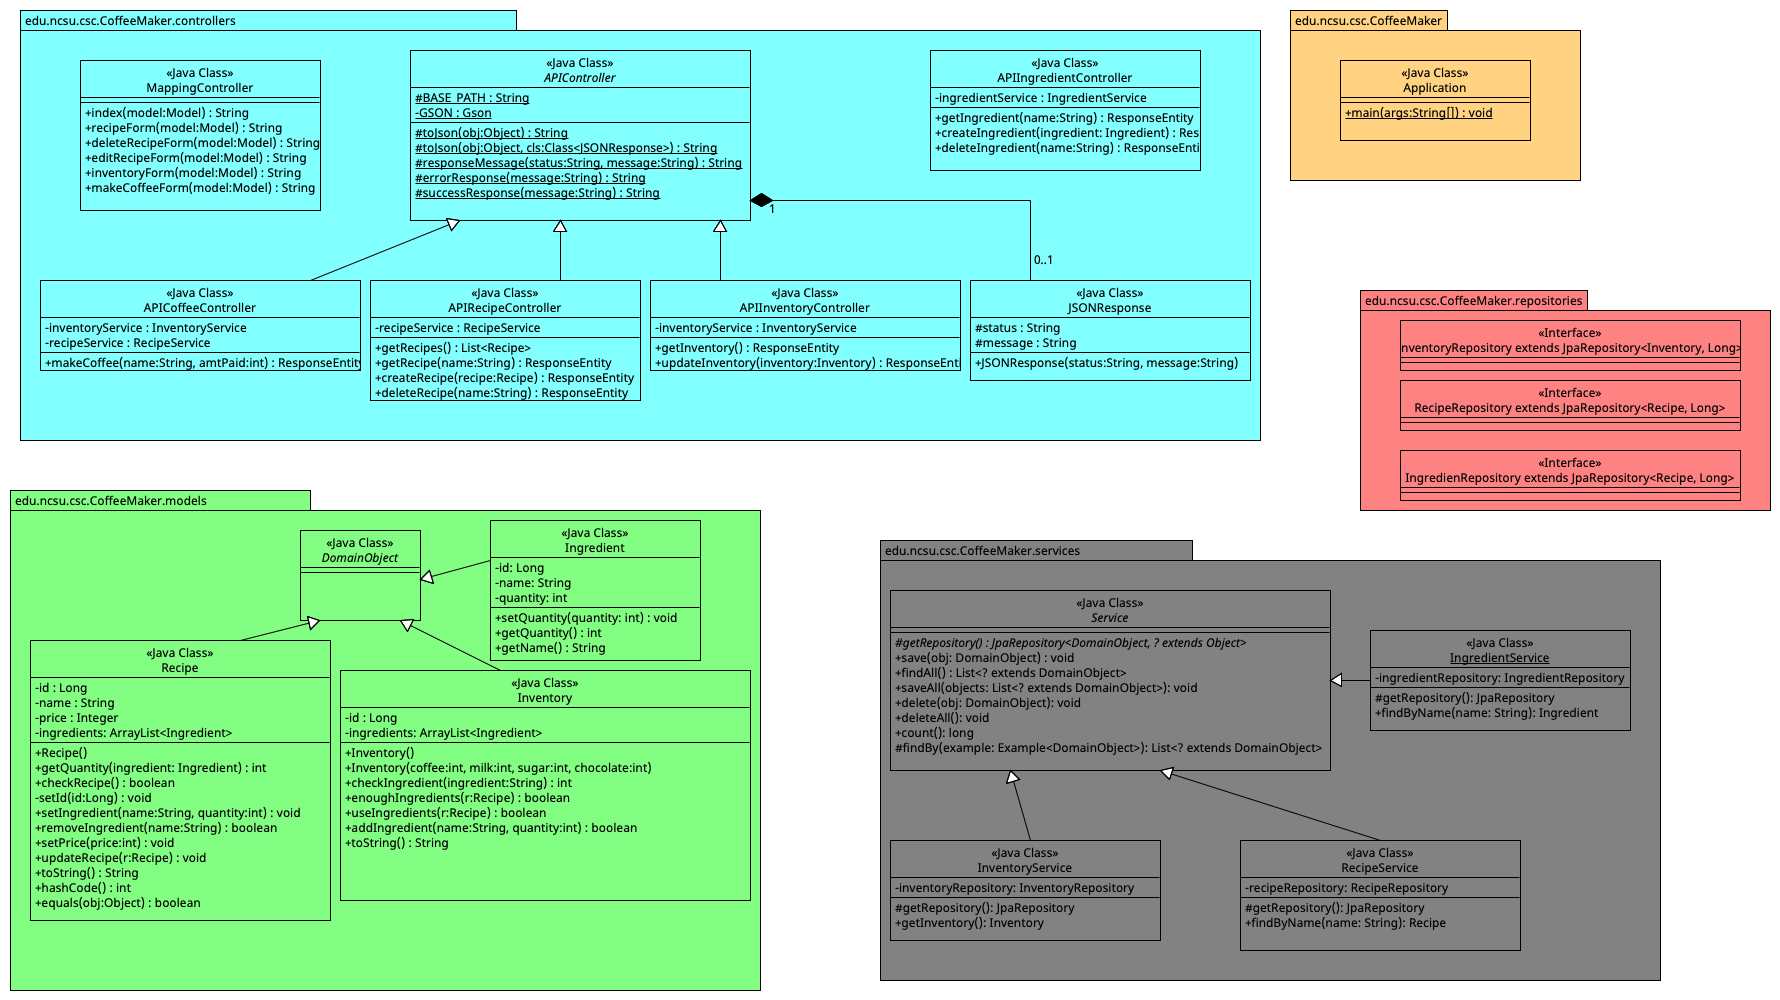 edu.ncsu.csc.CoffeeMaker.controllers
«Java Class»
MappingController
+index(model:Model) : String
+recipeForm(model:Model) : String
+deleteRecipeForm(model:Model) : String
+editRecipeForm(model:Model) : String
+inventoryForm(model:Model) : String
+makeCoffeeForm(model:Model) : String
«Java Class»
APIController
#BASE_PATH : String
-GSON : Gson
#toJson(obj:Object) : String
#toJson(obj:Object, cls:Class<JSONResponse>) : String
#responseMessage(status:String, message:String) : String
#errorResponse(message:String) : String
#successResponse(message:String) : String
1
0..1
«Java Class»
APIIngredientController
-ingredientService : IngredientService
+getIngredient(name:String) : ResponseEntity
+createIngredient(ingredient: Ingredient) : Res
+deleteIngredient(name:String) : ResponseEnti
«Java Class»
APICoffeeController
-inventoryService : InventoryService
-recipeService : RecipeService
+makeCoffee(name:String, amtPaid:int) : ResponseEntity
«Java Class»
APIRecipeController
-recipeService : RecipeService
+getRecipes() : List<Recipe>
+getRecipe(name:String) : ResponseEntity
+createRecipe(recipe:Recipe) : ResponseEntity
+deleteRecipe(name:String) : ResponseEntity
«Java Class»
APIInventoryController
-inventoryService : InventoryService
+getInventory() : ResponseEntity
+updateInventory(inventory:Inventory) : ResponseEnti
«Java Class»
JSONResponse
#status : String
#message : String
+JSONResponse(status:String, message:String)
edu.ncsu.csc.CoffeeMaker
«Java Class»
Application
+main(args:String[]) : void
edu.ncsu.csc.CoffeeMaker.repositories
«Interface»
nventoryRepository extends JpaRepository<Inventory, Long>
«Interface»
RecipeRepository extends JpaRepository<Recipe, Long>
«Interface»
IngredienRepository extends JpaRepository<Recipe, Long>
edu.ncsu.csc.CoffeeMaker.models
«Java Class»
DomainObject
«Java Class»
Ingredient
-id: Long
-name: String
-quantity: int
+setQuantity(quantity: int) : void
+getQuantity() : int
+getName() : String
«Java Class»
Recipe
-id : Long
-name : String
-price : Integer
-ingredients: ArrayList<Ingredient>
+Recipe()
+getQuantity(ingredient: Ingredient) : int
+checkRecipe() : boolean
-setId(id:Long) : void
+setIngredient(name:String, quantity:int) : void
+removeIngredient(name:String) : boolean
+setPrice(price:int) : void
+updateRecipe(r:Recipe) : void
+toString() : String
+hashCode() : int
+equals(obj:Object) : boolean
«Java Class»
Inventory
-id : Long
-ingredients: ArrayList<Ingredient>
+Inventory()
+Inventory(coffee:int, milk:int, sugar:int, chocolate:int)
+checkIngredient(ingredient:String) : int
+enoughIngredients(r:Recipe) : boolean
+useIngredients(r:Recipe) : boolean
+addIngredient(name:String, quantity:int) : boolean
+toString() : String
edu.ncsu.csc.CoffeeMaker.services
«Java Class»
Service
#getRepository() : JpaRepository<DomainObject, ? extends Object>
+save(obj: DomainObject) : void
+findAll() : List<? extends DomainObject>
+saveAll(objects: List<? extends DomainObject>): void
+delete(obj: DomainObject): void
+deleteAll(): void
+count(): long
#findBy(example: Example<DomainObject>): List<? extends DomainObject>
«Java Class»
IngredientService
-ingredientRepository: IngredientRepository
#getRepository(): JpaRepository
+findByName(name: String): Ingredient
«Java Class»
InventoryService
-inventoryRepository: InventoryRepository
#getRepository(): JpaRepository
+getInventory(): Inventory
«Java Class»
RecipeService
-recipeRepository: RecipeRepository
#getRepository(): JpaRepository
+findByName(name: String): Recipe